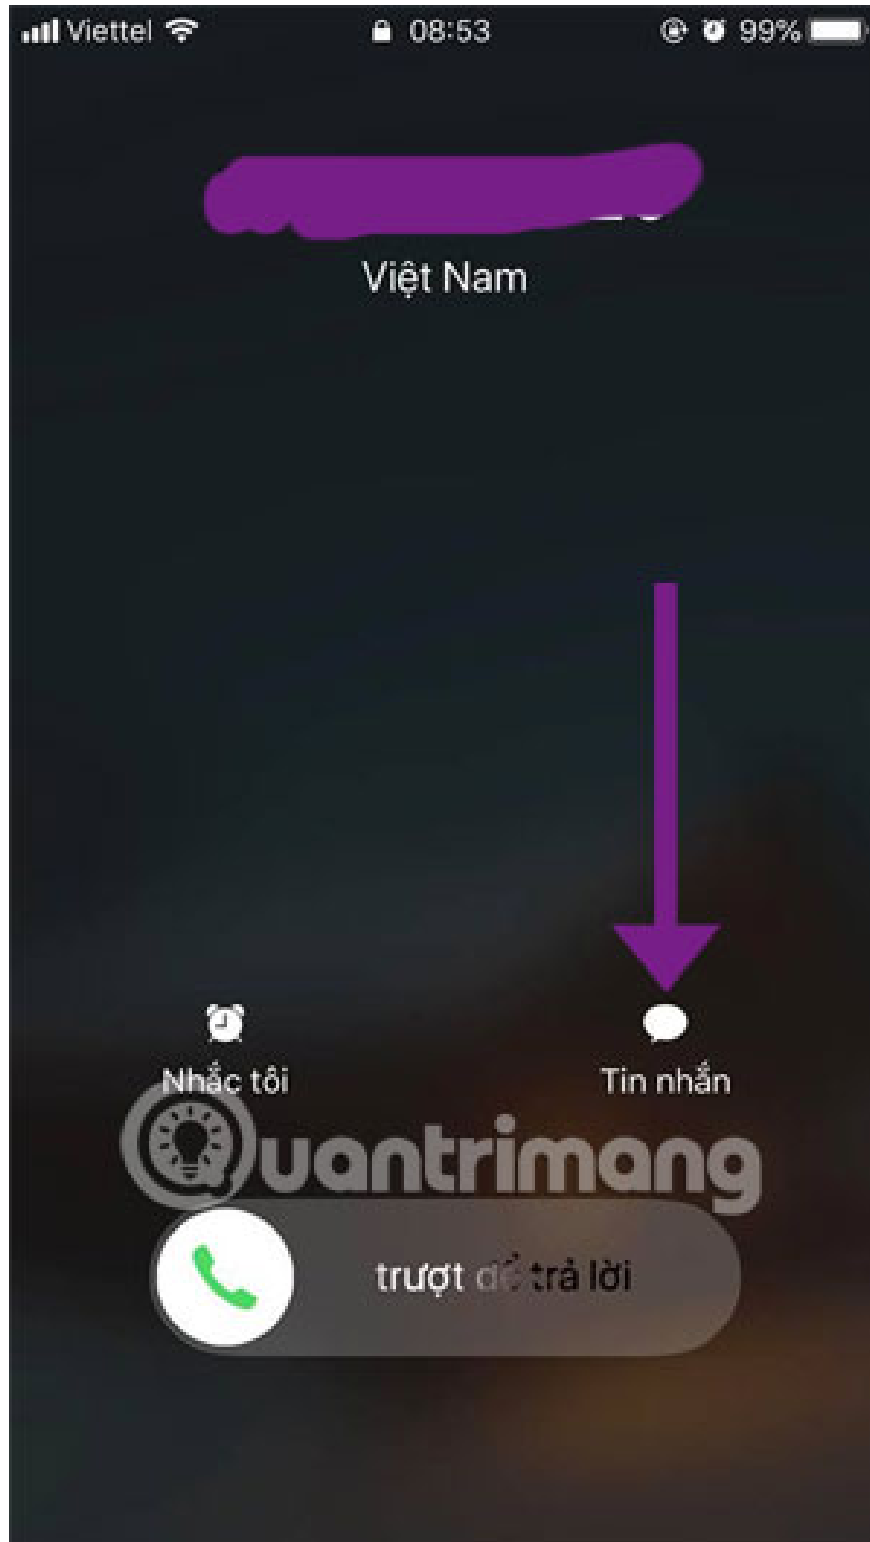 Viettel 08:53 99%
Việt Nam
Nhắc tôi Tin nhắn
Quantrimang
trượt để trả lời